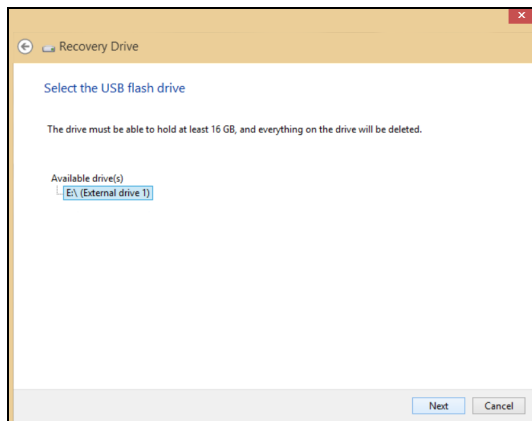 Recovery Drive
Select the USB flash drive
The drive must be able to hold at least 16 GB, and everything on the drive will be deleted.
Available drive(s)
E:\ (External drive 1)
Next Cancel